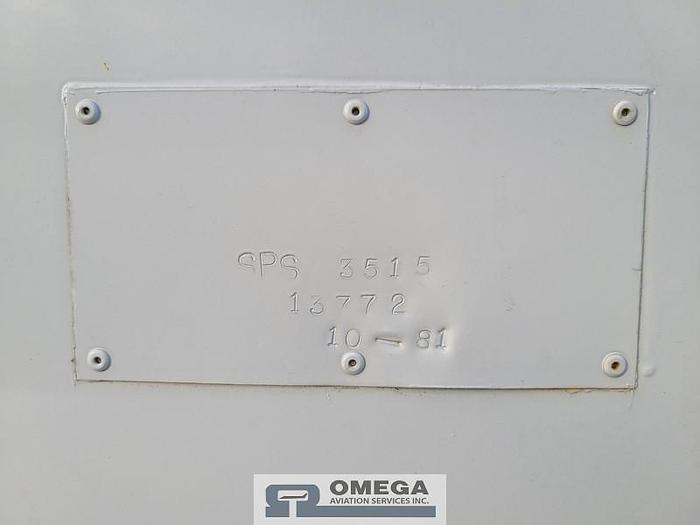 SPS 3515
13772
10-81
OMEGA
AVIATION SERVICES INC.